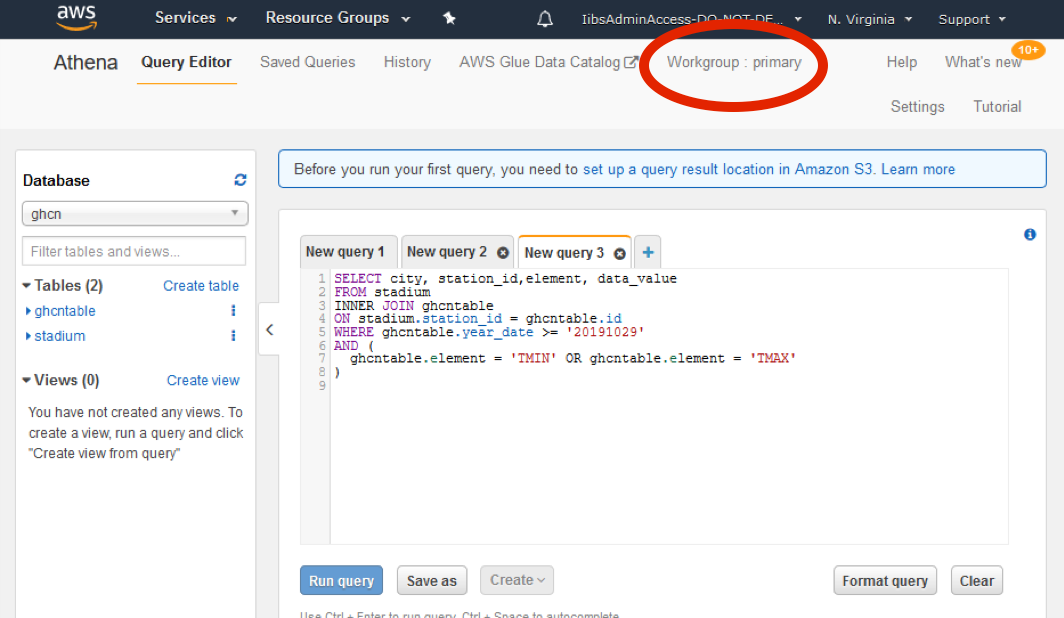 aws Services Resource Groups IibsAdminAccess-DO-NOT-DE... N. Virginia Support
Athena Query Editor Saved Queries History AWS Glue Data Catalog Workgroup : primary Help What's new 10+
Settings Tutorial
Database
ghcn
Filter tables and views...
Tables (2) Create table
ghcntable
stadium
Views (0) Create view
You have not created any views. To
create a view, run a query and click
"Create view from query"
Before you run your first query, you need to set up a query result location in Amazon S3. Learn more
New query 1 New query 2 New query 3 +
1 SELECT city, station_id,element, data_value
2 FROM stadium
3 INNER JOIN ghcntable
4 ON stadium.station_id = ghcntable.id
5 WHERE ghcntable.year_date >= '20191029'
6 AND (
7 ghcntable.element = 'TMIN' OR ghcntable.element = 'TMAX'
8 )
9
Run query Save as Create Format query Clear
Use Ctrl + Enter to run query, Ctrl + Space to autocomplete